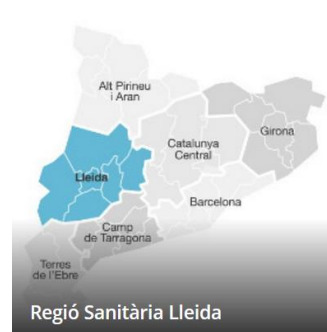 Alt Pirineu
i Aran
Girona
Catalunya
Central
Lleida
Barcelona
Camp
de Tarragona
Terres
de l'Ebre
Regió Sanitària Lleida